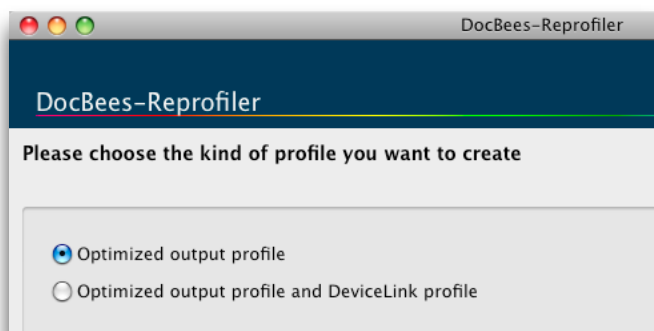 DocBees-Reprofiler
DocBees-Reprofiler
Please choose the kind of profile you want to create
Optimized output profile
Optimized output profile and DeviceLink profile